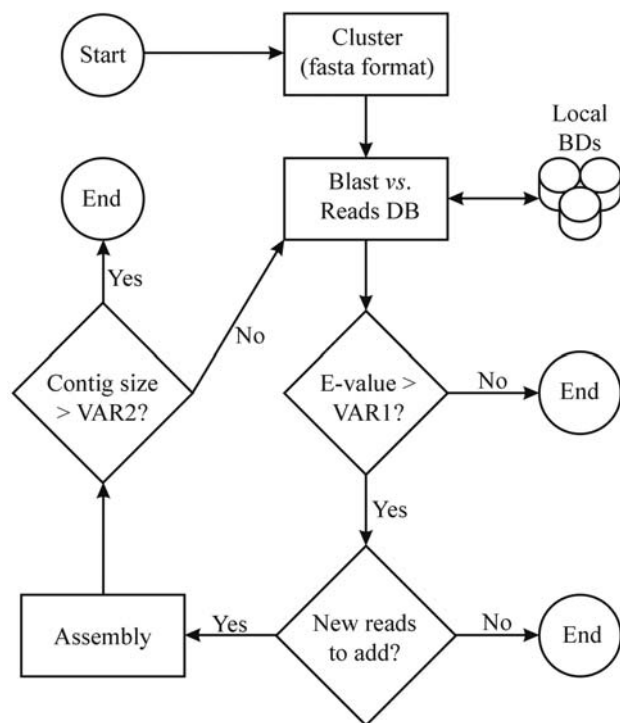 Start
Cluster
(fasta format)
Local
BDs
Blast vs.
Reads DB
End
Yes
No
Contig size
> VAR2?
E-value >
VAR1?
No
End
Yes
Assembly
Yes
New reads
to add?
No
End